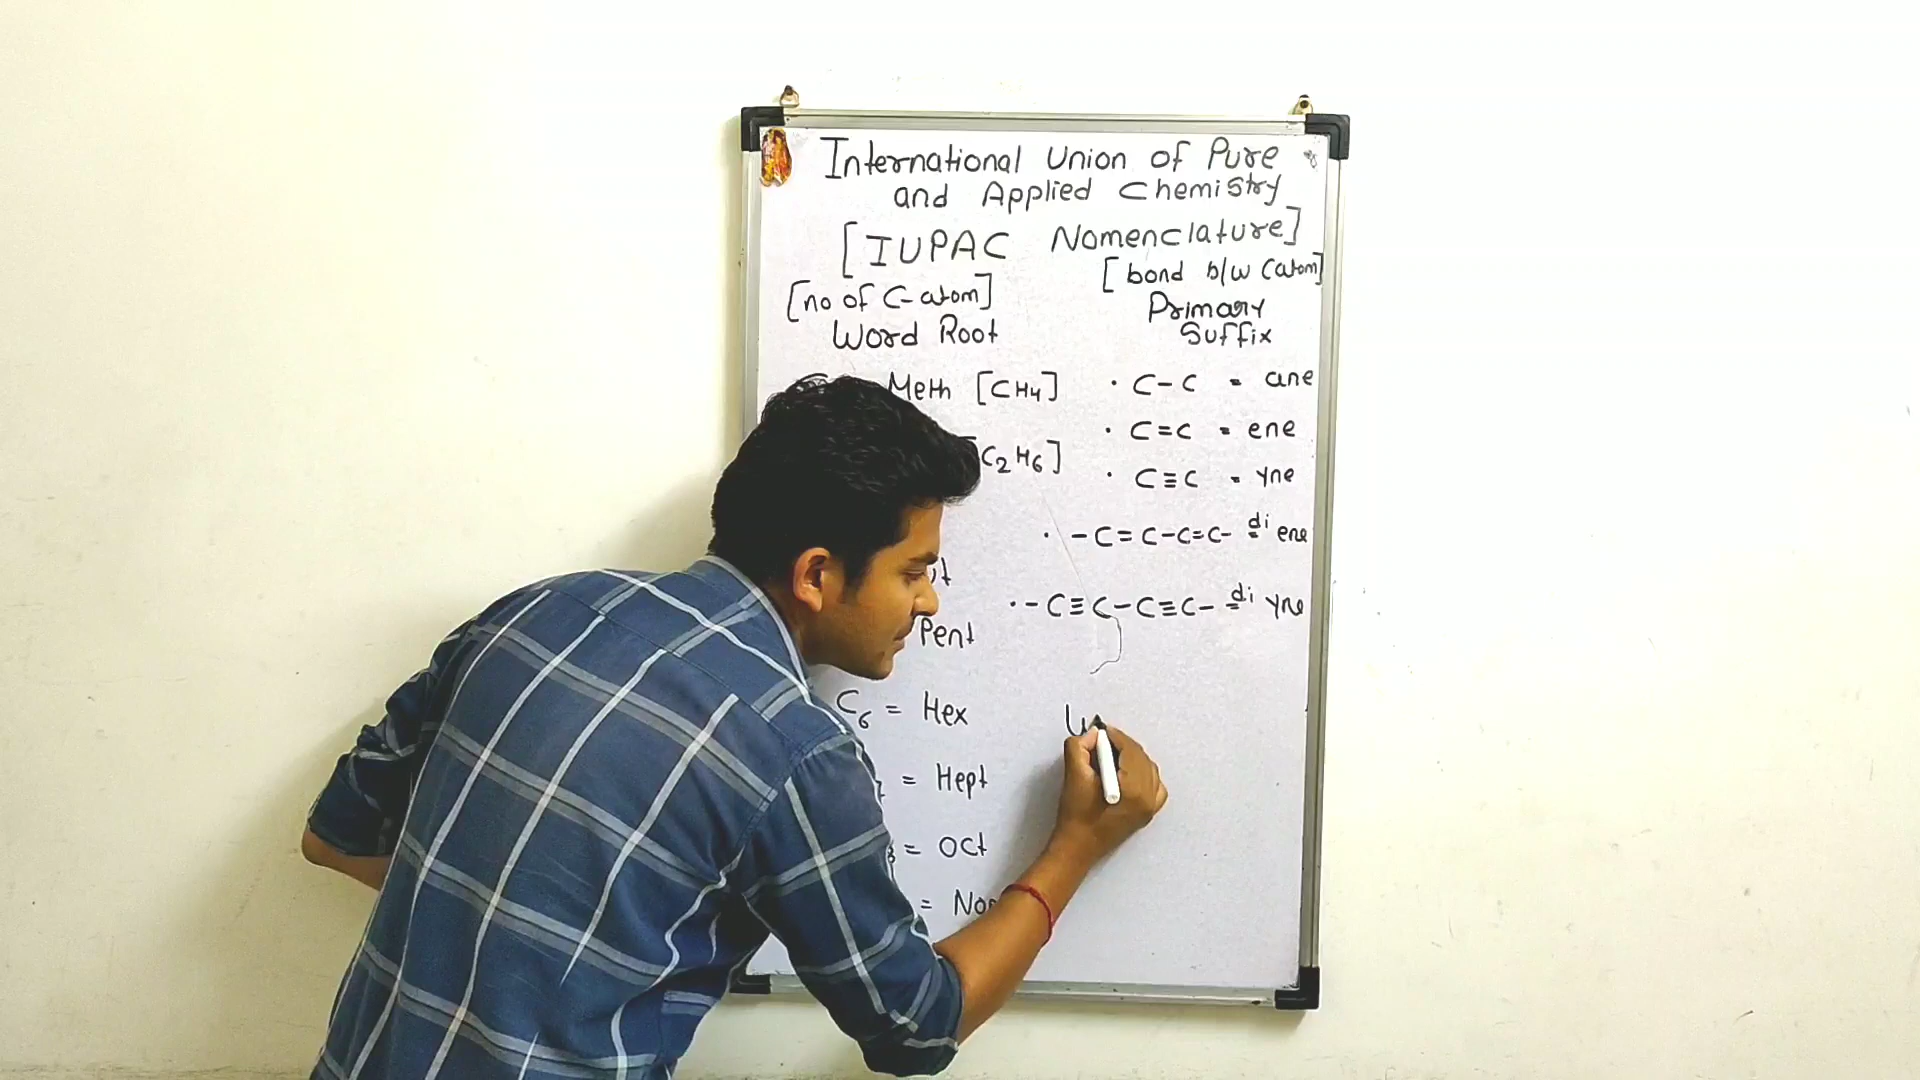 International Union of Pure
and Applied Chemistry
[IUPAC Nomenclature]
[no of C-atom]
Word Root
Meth [CH4]
C2H6]
Pent
C6 = Hex
= Hept
= Oct
[bond b/w C atom]
Primary
Suffix
· C-C = ane
· C=C = ene
· C≡C = yne
· -C=C-C=C- = di ene
· -C≡C-C≡C- = di yne